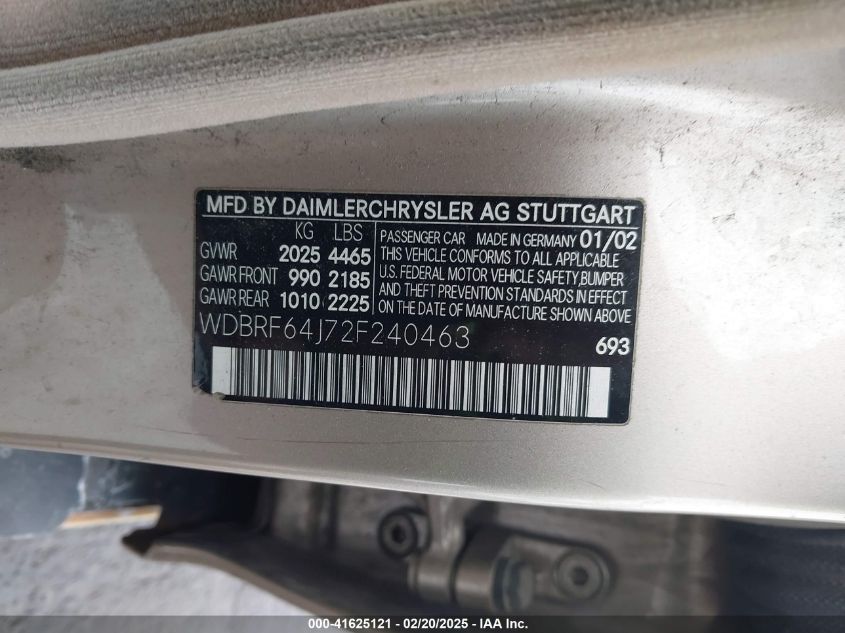 MFD BY DAIMLERCHRYSLER AG STUTTGART
KG LBS
GVWR 2025 4465
GAWR FRONT 990 2185
GAWR REAR 1010 2225
PASSENGER CAR MADE IN GERMANY 01/02
THIS VEHICLE CONFORMS TO ALL APPLICABLE
U.S. FEDERAL MOTOR VEHICLE SAFETY, BUMPER
AND THEFT PREVENTION STANDARDS IN EFFECT
ON THE DATE OF MANUFACTURE SHOWN ABOVE
WDBRF64J72F240463
693
000-41625121 - 02/20/2025 - IAA Inc.